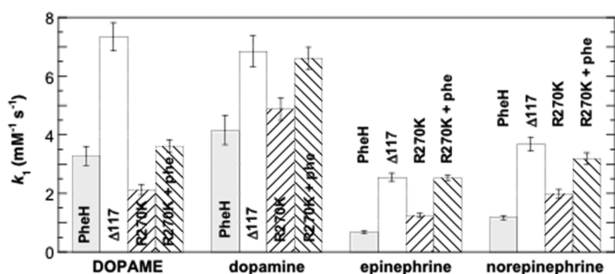 8
6
4
2
0
k₁ (mM⁻¹ s⁻¹)
PheH
Δ117
R270K
R270K + phe
PheH
Δ117
R270K
R270K + phe
PheH
Δ117
R270K
R270K + phe
PheH
Δ117
R270K
R270K + phe
DOPAME dopamine epinephrine norepinephrine